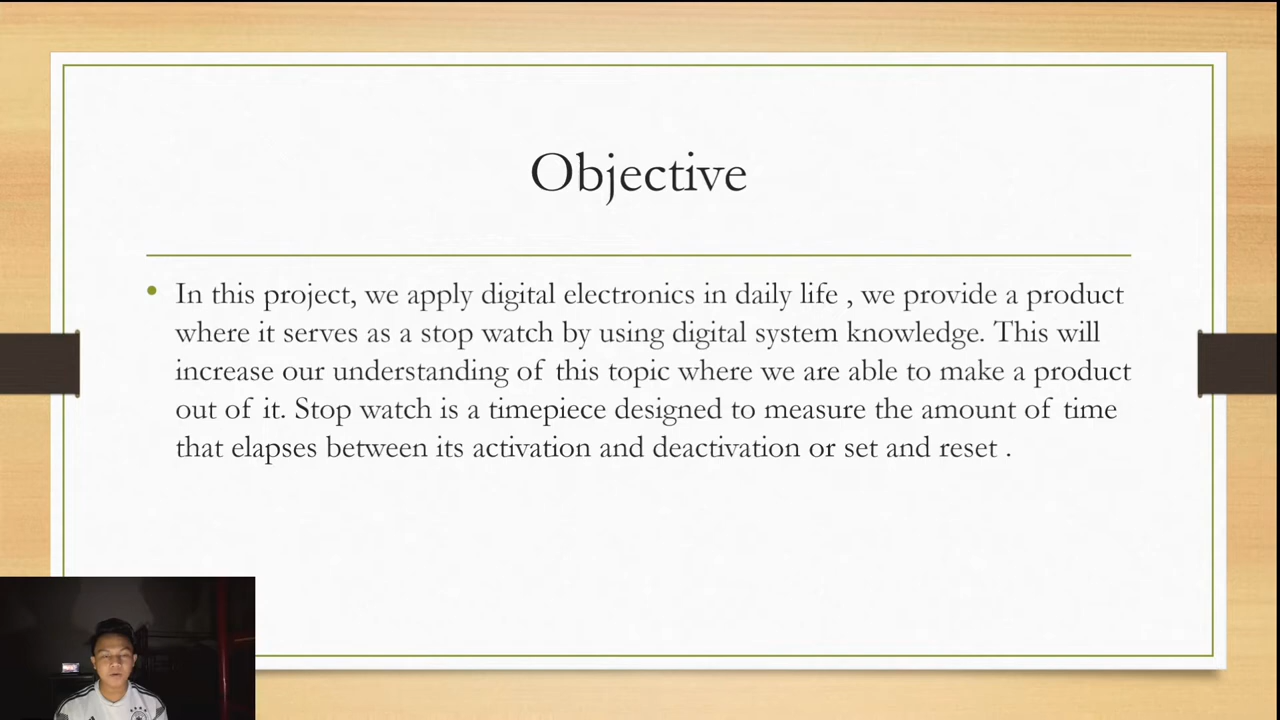 Objective
In this project, we apply digital electronics in daily life , we provide a product
where it serves as a stop watch by using digital system knowledge. This will
increase our understanding of this topic where we are able to make a product
out of it. Stop watch is a timepiece designed to measure the amount of time
that elapses between its activation and deactivation or set and reset .